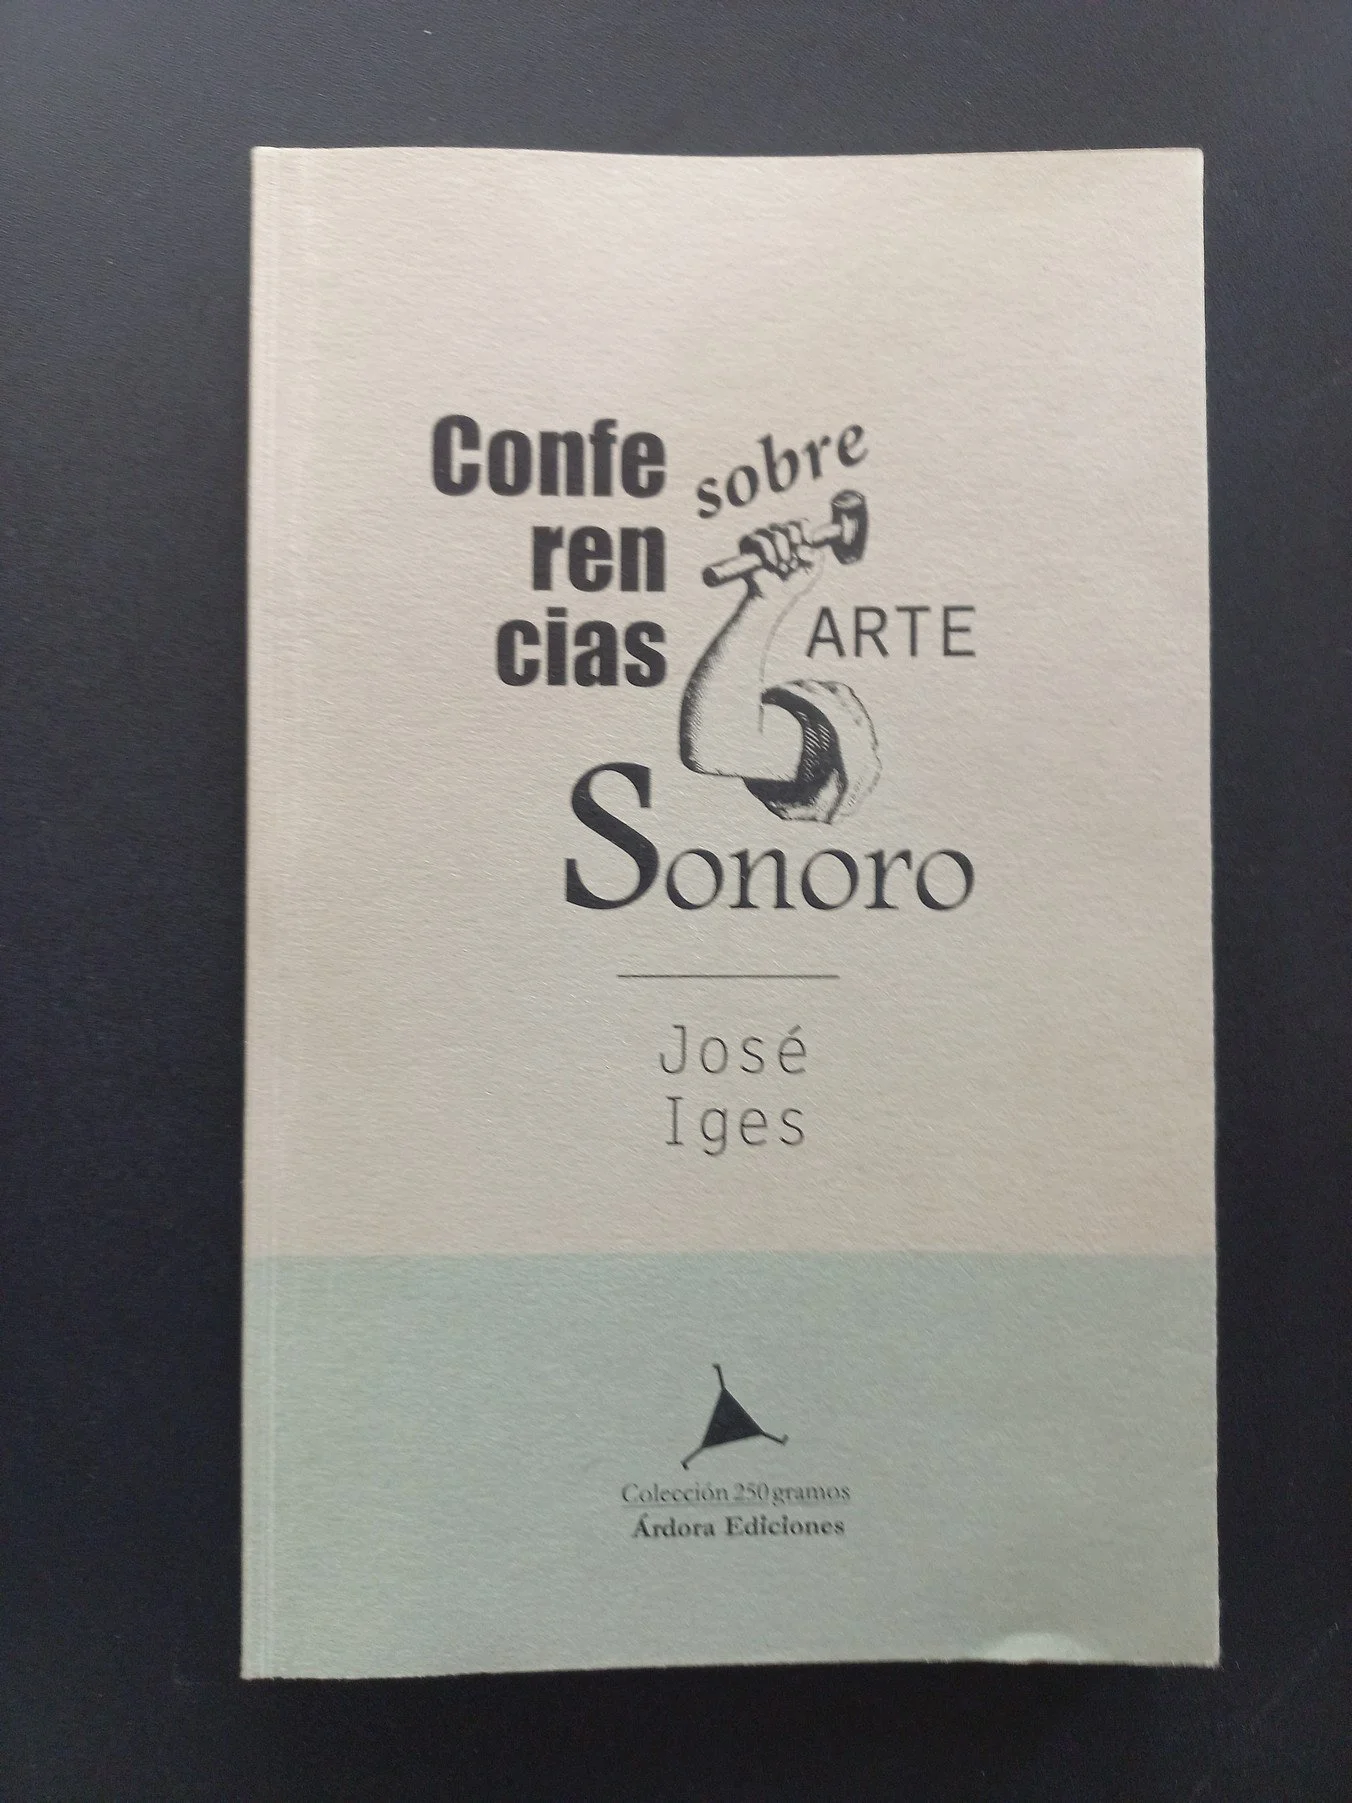 Confe
ren
cias
sobre
ARTE
Sonoro
José
Iges
Colección 250 gramos
Árdora Ediciones